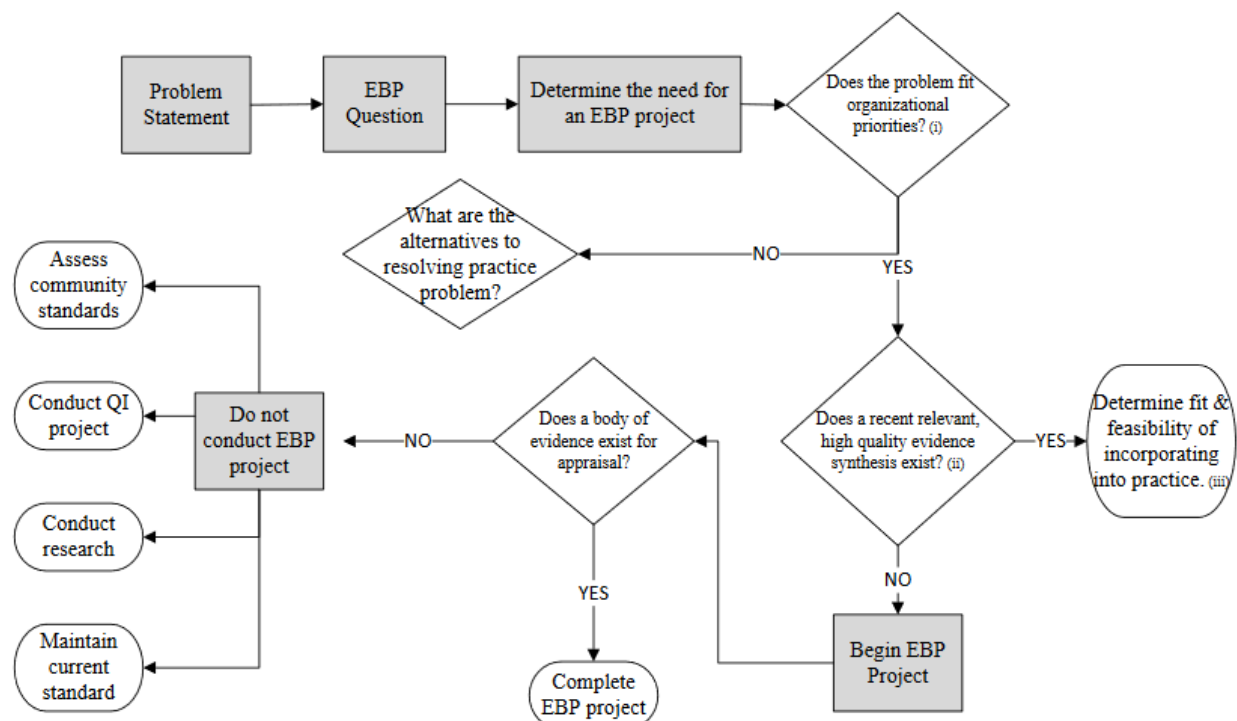 Problem
Statement
EBP
Question
Determine the need for
an EBP project
Does the problem fit
organizational
priorities? (i)
NO
What are the
alternatives to
resolving practice
problem?
YES
Does a recent relevant,
high quality evidence
synthesis exist? (ii)
YES
Determine fit &
feasibility of
incorporating
into practice. (iii)
NO
Begin EBP
Project
Does a body of
evidence exist for
appraisal?
YES
Complete
EBP project
NO
Do not
conduct EBP
project
Assess
community
standards
Conduct QI
project
Conduct
research
Maintain
current
standard